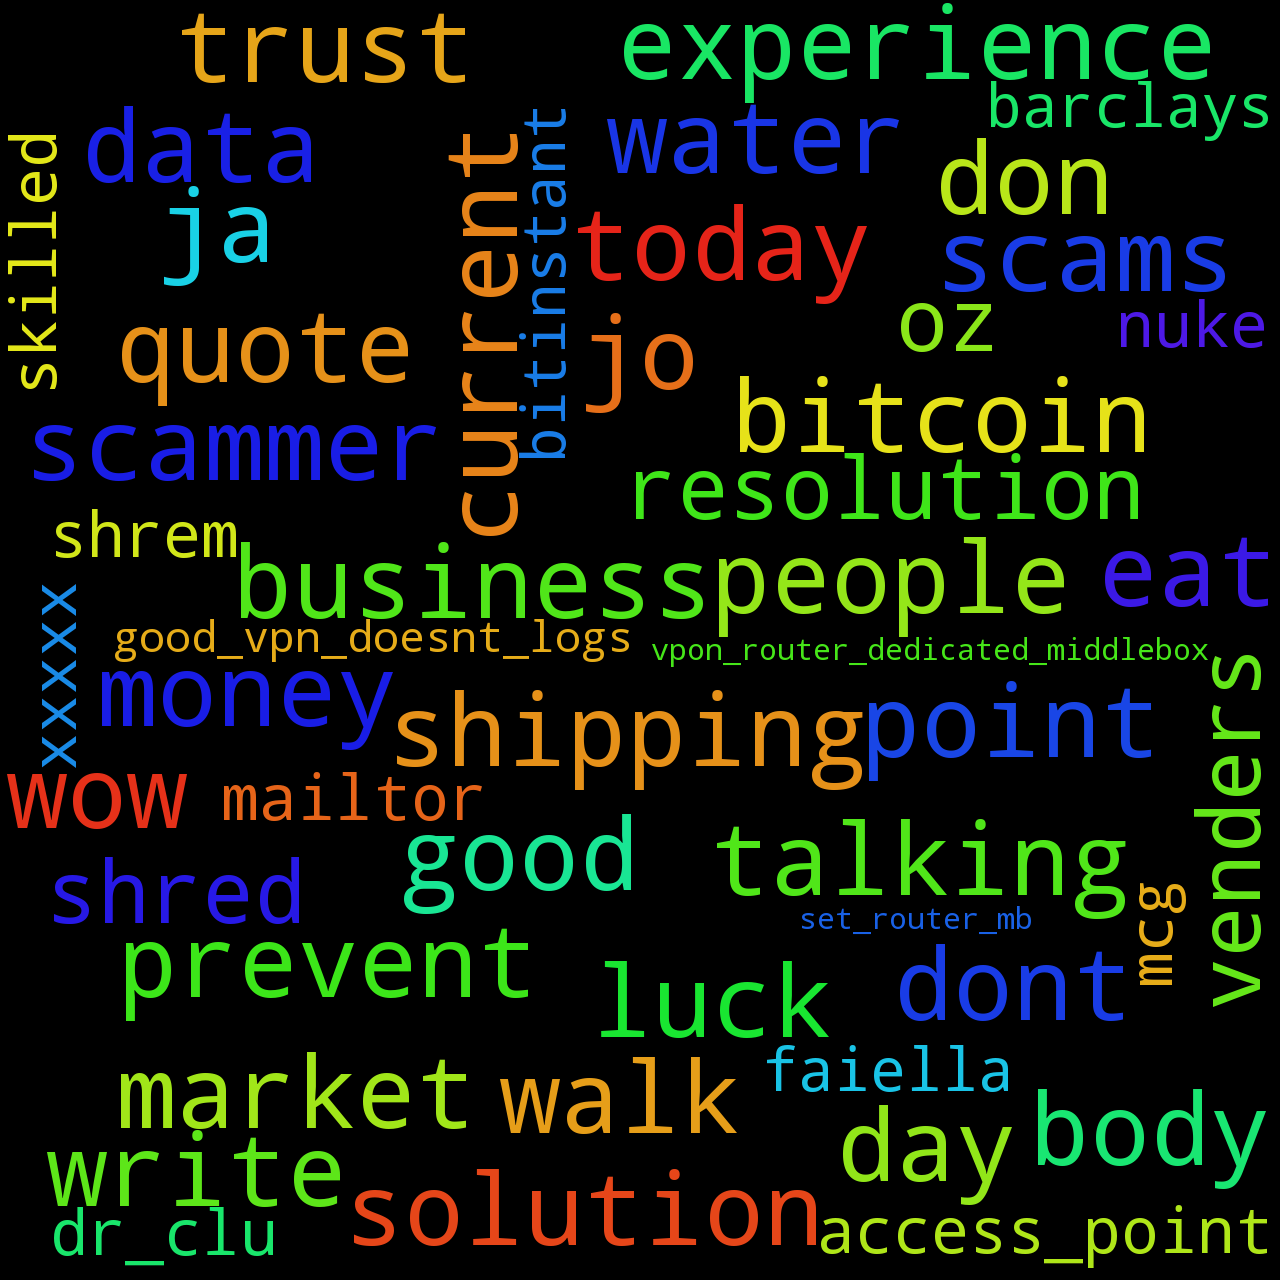 trust
experience
barclays
skilled
data
current
bitinstant
water
don
ja
today
scams
oz
nuke
quote
jo
bitcoin
scammer
resolution
shrem
business
people
eat
xxxxx
good_vpn_doesnt_logs
vpon_router_dedicated_middlebox
money
shipping
point
venders
wow
mailtor
good
talking
shred
set_router_mb
mcg
prevent
luck
dont
market
walk
faiella
day
body
write
solution
dr_clu
access_point